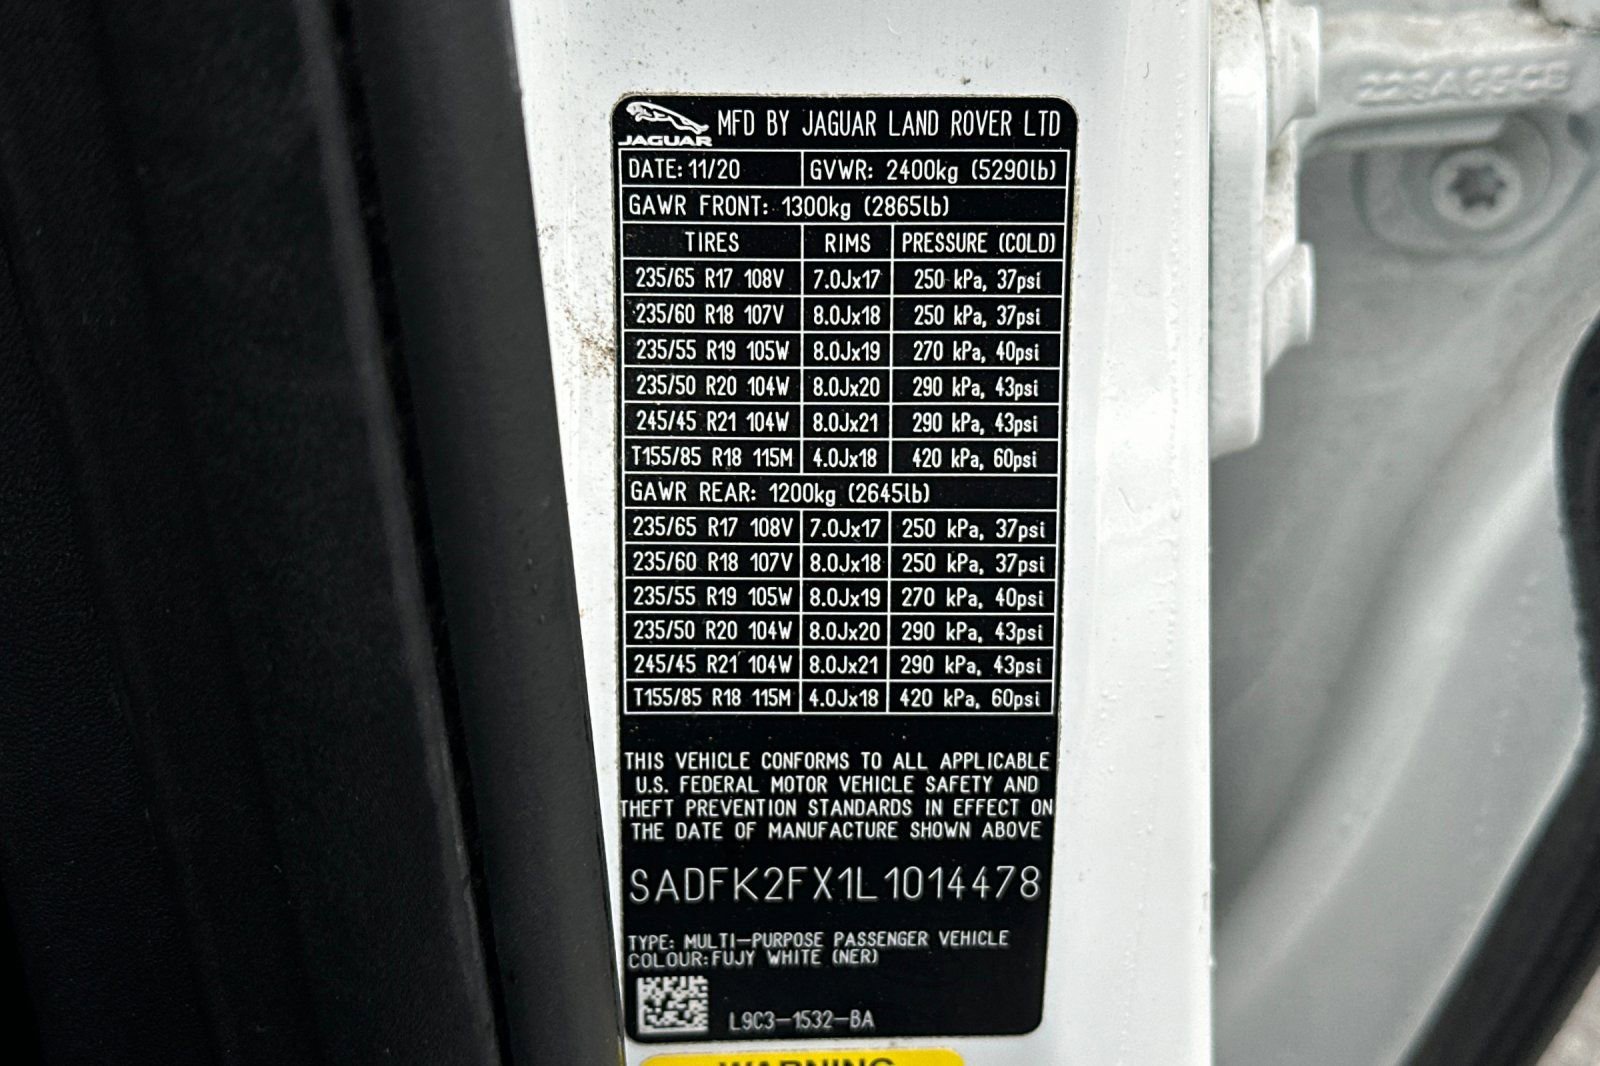 223A65CB
JAGUAR MFD BY JAGUAR LAND ROVER LTD
DATE: 11/20 GVWR: 2400kg (5290lb)
GAWR FRONT: 1300kg (2865lb)
TIRES RIMS PRESSURE (COLD)
235/65 R17 108V 7.0Jx17 250 kPa, 37psi
235/60 R18 107V 8.0Jx18 250 kPa, 37psi
235/55 R19 105W 8.0Jx19 270 kPa, 40psi
235/50 R20 104W 8.0Jx20 290 kPa, 43psi
245/45 R21 104W 8.0Jx21 290 kPa, 43psi
T155/85 R18 115M 4.0Jx18 420 kPa, 60psi
GAWR REAR: 1200kg (2645lb)
235/65 R17 108V 7.0Jx17 250 kPa, 37psi
235/60 R18 107V 8.0Jx18 250 kPa, 37psi
235/55 R19 105W 8.0Jx19 270 kPa, 40psi
235/50 R20 104W 8.0Jx20 290 kPa, 43psi
245/45 R21 104W 8.0Jx21 290 kPa, 43psi
T155/85 R18 115M 4.0Jx18 420 kPa, 60psi
THIS VEHICLE CONFORMS TO ALL APPLICABLE
U.S. FEDERAL MOTOR VEHICLE SAFETY AND
THEFT PREVENTION STANDARDS IN EFFECT ON
THE DATE OF MANUFACTURE SHOWN ABOVE
SADFK2FX1L1014478
TYPE: MULTI-PURPOSE PASSENGER VEHICLE
COLOUR:FUJY WHITE (NER)
L9C3-1532-BA
WARNING